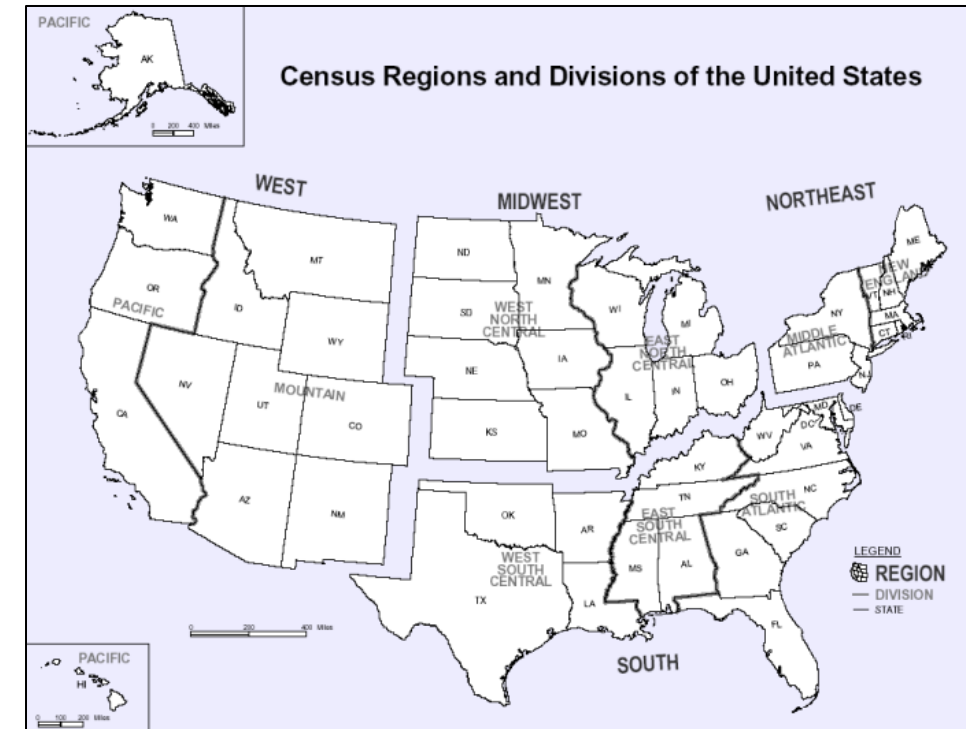 PACIFIC
AK
0 200 400 Miles
Census Regions and Divisions of the United States
WEST
MIDWEST
NORTHEAST
WA
MT
ND
MN
ME
OR
ID
SD
WI
MI
NY
VT
NH
NEW
ENGLAND
PACIFIC
WEST
NORTH
CENTRAL
EAST
NORTH
CENTRAL
MIDDLE
ATLANTIC
MA
CT
RI
WY
IA
PA
NJ
NV
NE
OH
IL
IN
MOUNTAIN
UT
CO
CA
KS
MO
WV
MD
DE
DC
VA
KY
AZ
NM
OK
AR
TN
NC
EAST
SOUTH
CENTRAL
SOUTH
ATLANTIC
SC
WEST
SOUTH
CENTRAL
MS
AL
GA
TX
LA
FL
LEGEND
REGION
DIVISION
STATE
0 200 400 Miles
SOUTH
PACIFIC
HI
0 100 200 Miles